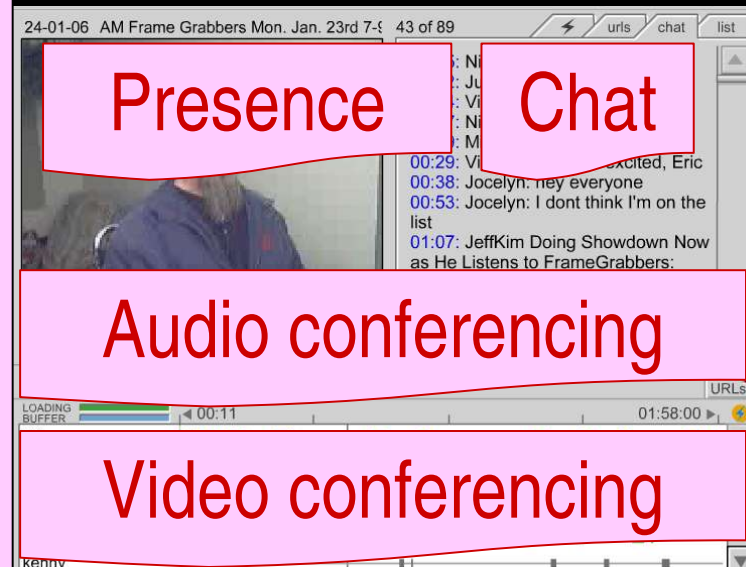 24-01-06 AM Frame Grabbers Mon. Jan. 23rd 7-9
43 of 89
urls chat list
Presence
Chat
00:29: Vi xcited, Eric
00:38: Jocelyn: hey everyone
00:53: Jocelyn: I dont think I'm on the
list
01:07: JeffKim Doing Showdown Now
as He Listens to FrameGrabbers:
Audio conferencing
URLs
LOADING
BUFFER
00:11
01:58:00
Video conferencing
kenny